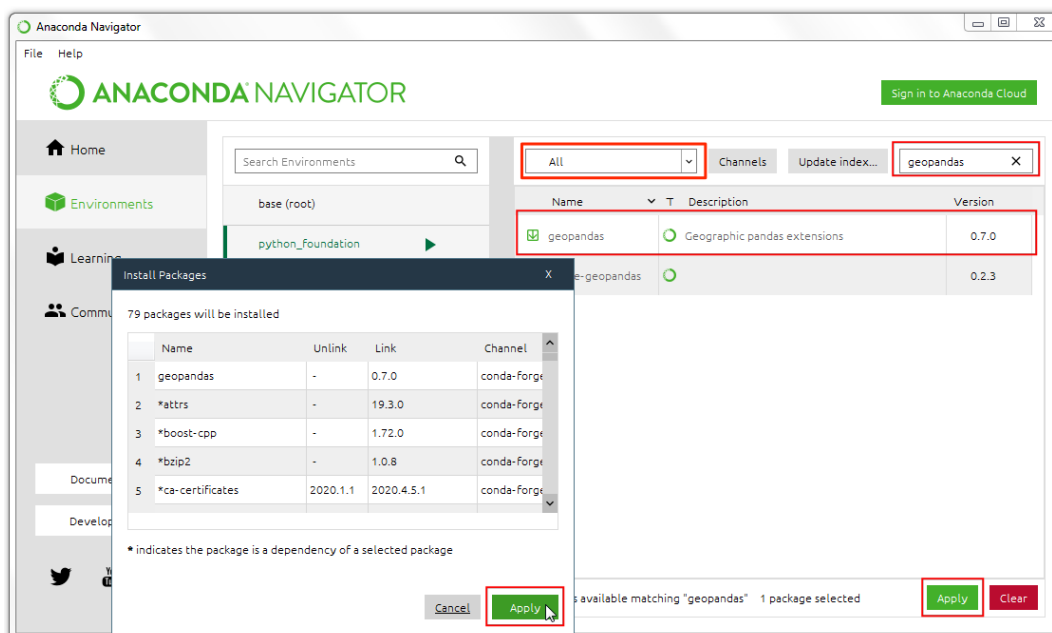 Anaconda Navigator
File Help
ANACONDA NAVIGATOR
Sign in to Anaconda Cloud
Home
Environments
Learning
Commu
Docume
Develop
Search Environments
base (root)
python_foundation
All
Channels
Update index...
geopandas X
Name T Description Version
geopandas Geographic pandas extensions 0.7.0
e-geopandas 0.2.3
Install Packages X
79 packages will be installed
Name Unlink Link Channel
1 geopandas - 0.7.0 conda-forge
2 *attrs - 19.3.0 conda-forge
3 *boost-cpp - 1.72.0 conda-forge
4 *bzip2 - 1.0.8 conda-forge
5 *ca-certificates 2020.1.1 2020.4.5.1 conda-forge
* indicates the package is a dependency of a selected package
Cancel
Apply
s available matching "geopandas" 1 package selected
Apply
Clear